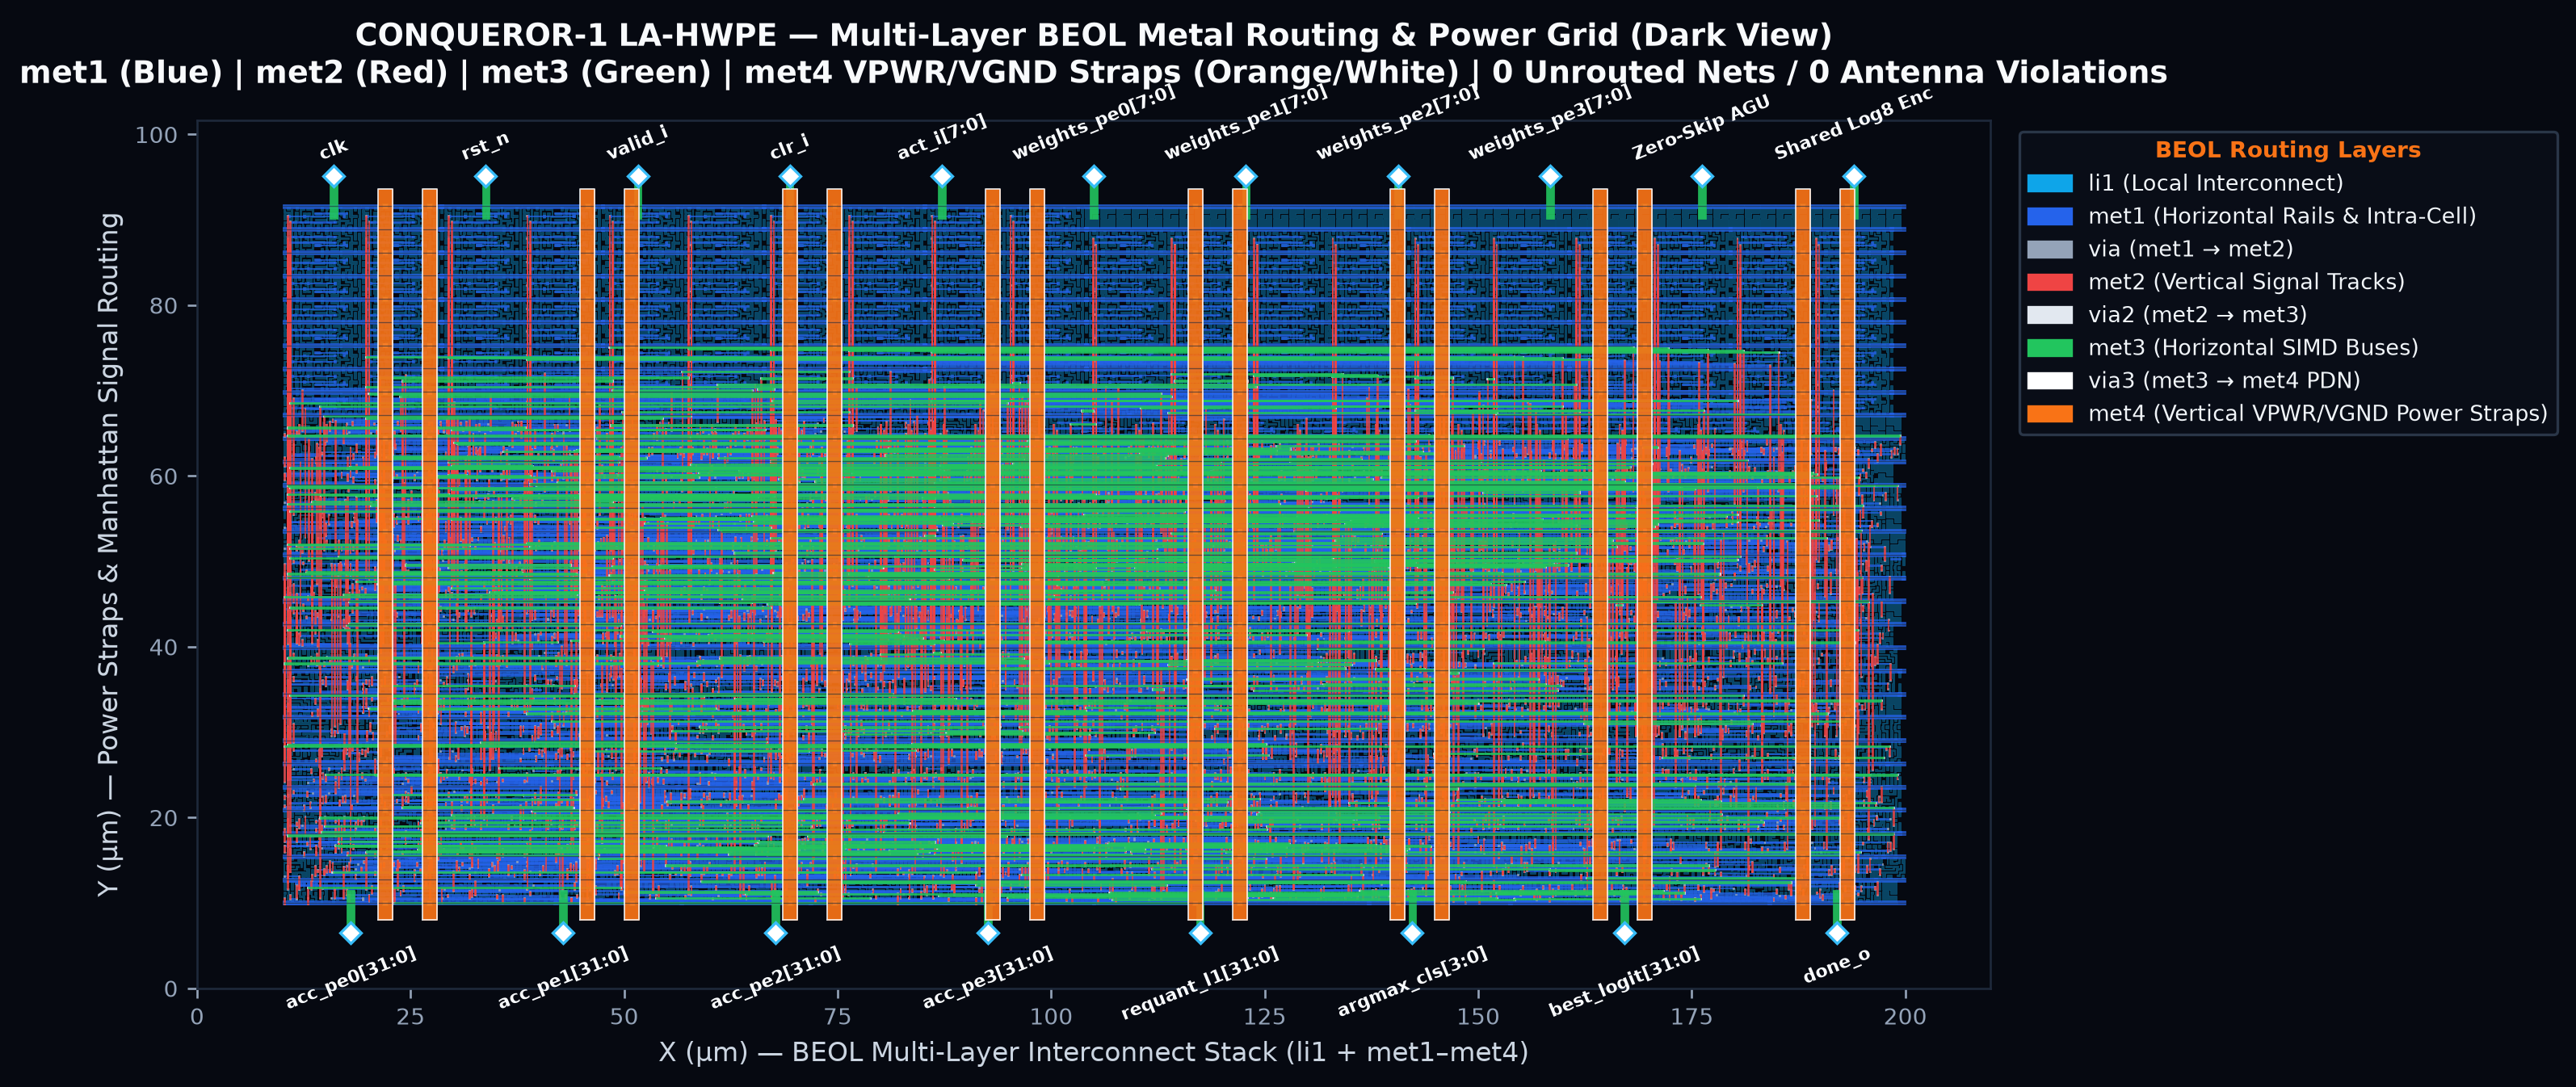 CONQUEROR-1 LA-HWPE — Multi-Layer BEOL Metal Routing & Power Grid (Dark View)
met1 (Blue) | met2 (Red) | met3 (Green) | met4 VPWR/VGND Straps (Orange/White) | 0 Unrouted Nets / 0 Antenna Violations
clk
rst_n
valid_i
clr_i
act_i[7:0]
weights_pe0[7:0]
weights_pe1[7:0]
weights_pe2[7:0]
weights_pe3[7:0]
Zero-Skip AGU
Shared Log8 Enc
BEOL Routing Layers
li1 (Local Interconnect)
met1 (Horizontal Rails & Intra-Cell)
via (met1 → met2)
met2 (Vertical Signal Tracks)
via2 (met2 → met3)
met3 (Horizontal SIMD Buses)
via3 (met3 → met4 PDN)
met4 (Vertical VPWR/VGND Power Straps)
Y (μm) — Power Straps & Manhattan Signal Routing
100
80
60
40
20
0
acc_pe0[31:0]
acc_pe1[31:0]
acc_pe2[31:0]
acc_pe3[31:0]
requant_l1[31:0]
argmax_cls[3:0]
best_logit[31:0]
done_o
0
25
50
75
100
125
150
175
200
X (μm) — BEOL Multi-Layer Interconnect Stack (li1 + met1–met4)